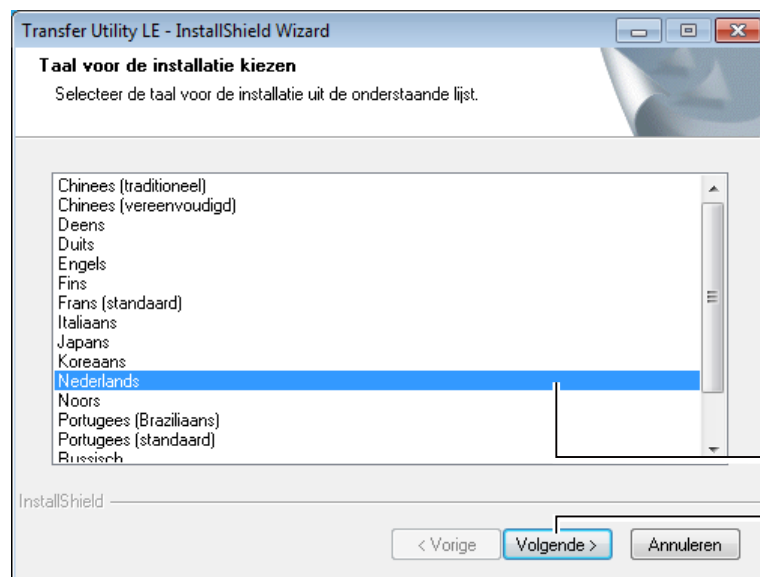 Transfer Utility LE - InstallShield Wizard
Taal voor de installatie kiezen
Selecteer de taal voor de installatie uit de onderstaande lijst.
Chinees (traditioneel)
Chinees (vereenvoudigd)
Deens
Duits
Engels
Fins
Frans (standaard)
Italiaans
Japans
Koreaans
Nederlands
Noors
Portugees (Braziliaans)
Portugees (standaard)
Russisch
InstallShield
< Vorige
Volgende >
Annuleren